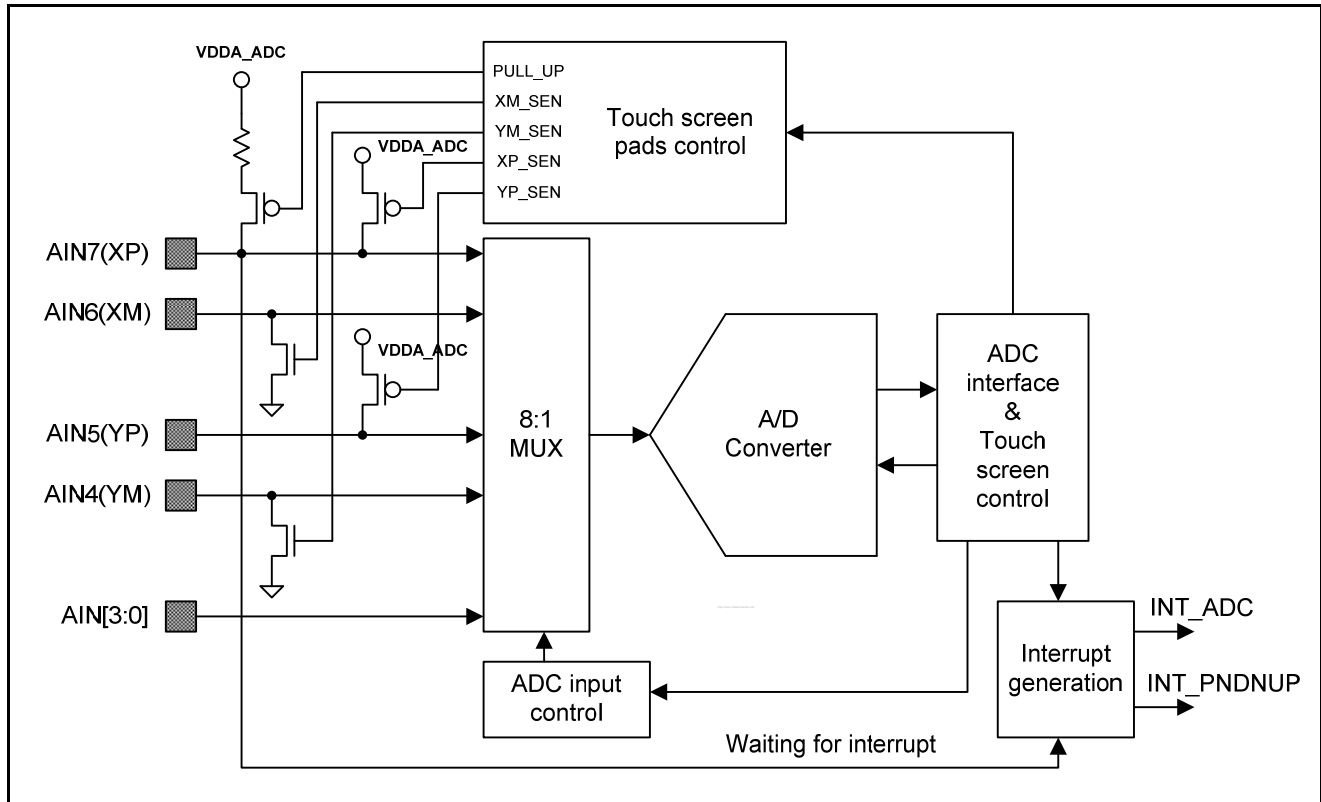 VDDA_ADC
PULL_UP
XM_SEN
YM_SEN
XP_SEN
YP_SEN
Touch screen
pads control
VDDA_ADC
AIN7(XP)
AIN6(XM)
VDDA_ADC
AIN5(YP)
AIN4(YM)
AIN[3:0]
8:1
MUX
A/D
Converter
ADC
interface
&
Touch
screen
control
ADC input
control
Interrupt
generation
INT_ADC
INT_PNDNUP
Waiting for interrupt